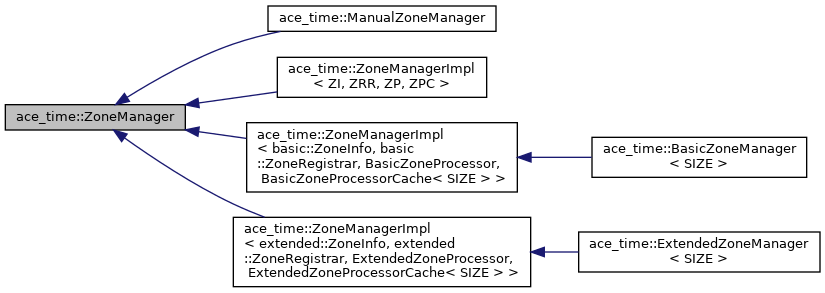 ace_time::ManualZoneManager
ace_time::ZoneManagerImpl
< ZI, ZRR, ZP, ZPC >
ace_time::ZoneManager
ace_time::ZoneManagerImpl
< basic::ZoneInfo, basic
::ZoneRegistrar, BasicZoneProcessor,
BasicZoneProcessorCache< SIZE > >
ace_time::BasicZoneManager
< SIZE >
ace_time::ZoneManagerImpl
< extended::ZoneInfo, extended
::ZoneRegistrar, ExtendedZoneProcessor,
ExtendedZoneProcessorCache< SIZE > >
ace_time::ExtendedZoneManager
< SIZE >